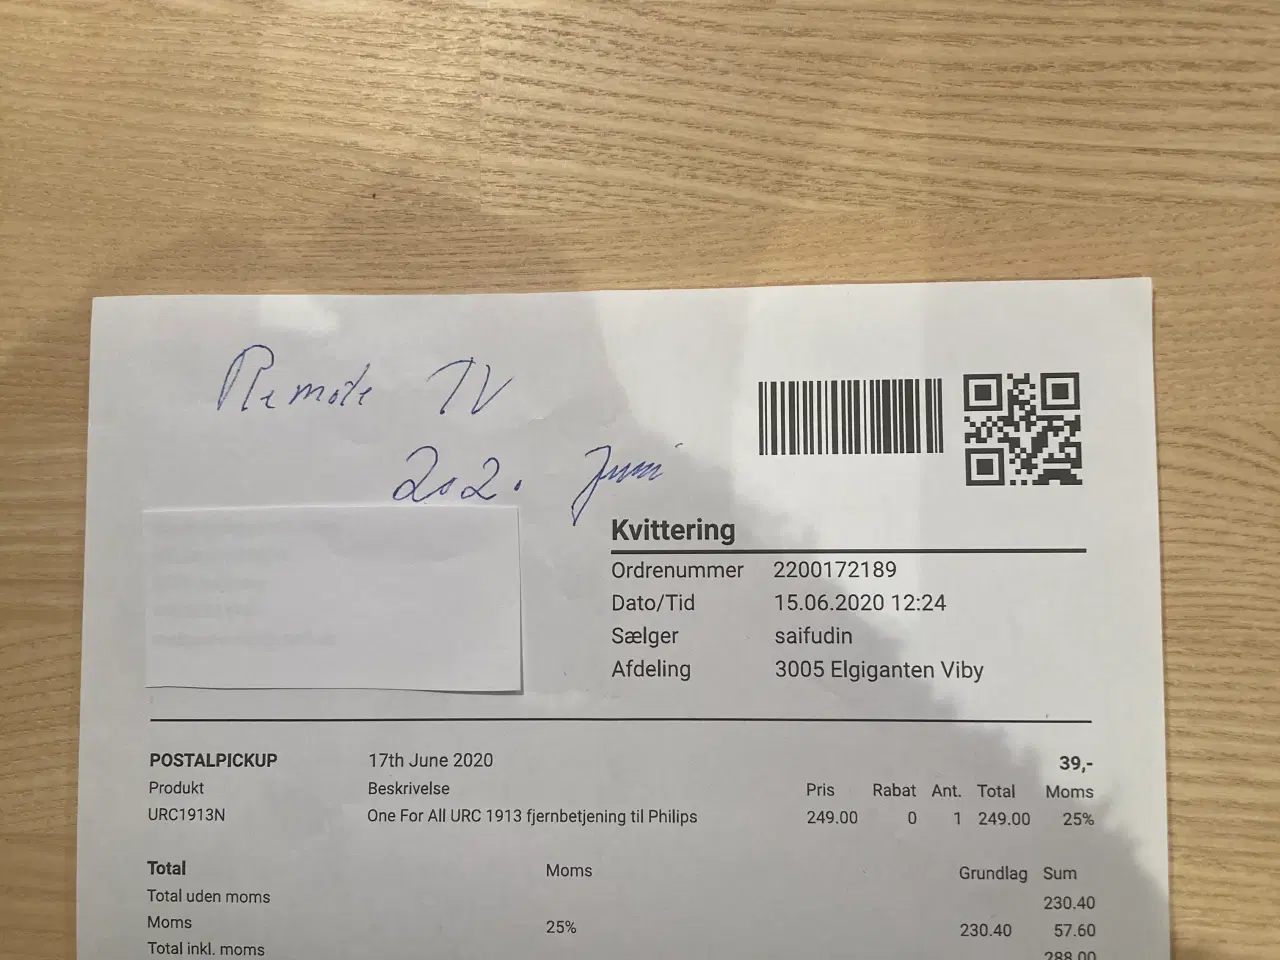 Remote TV
202. Juni
Kvittering
Ordrenummer 2200172189
Dato/Tid 15.06.2020 12:24
Sælger saifudin
Afdeling 3005 Elgiganten Viby
POSTALPICKUP 17th June 2020 39,-
Produkt Beskrivelse Pris Rabat Ant. Total Moms
URC1913N One For All URC 1913 fjernbetjening til Philips 249.00 0 1 249.00 25%
Total Moms Grundlag Sum
Total uden moms 230.40
Moms 25% 230.40 57.60
Total inkl. moms 288.00